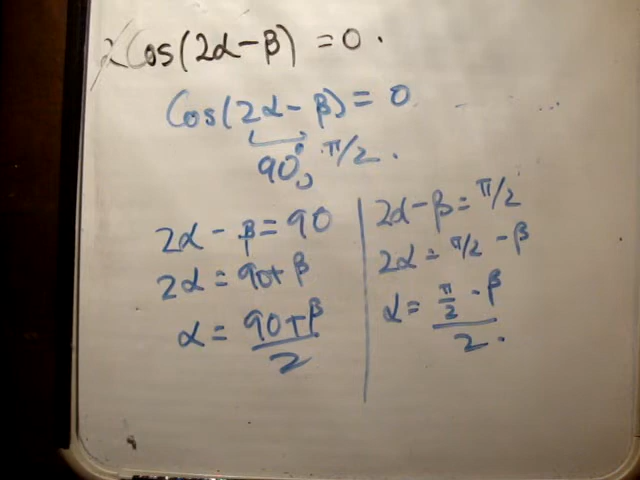 2Cos(2α-β) = 0.
Cos(2α-β) = 0
90°, π/2.
2α - β = 90
2α = 90+β
α = 90+β/2
2α-β = π/2
2α = π/2 - β
α = π/2 - β/2.